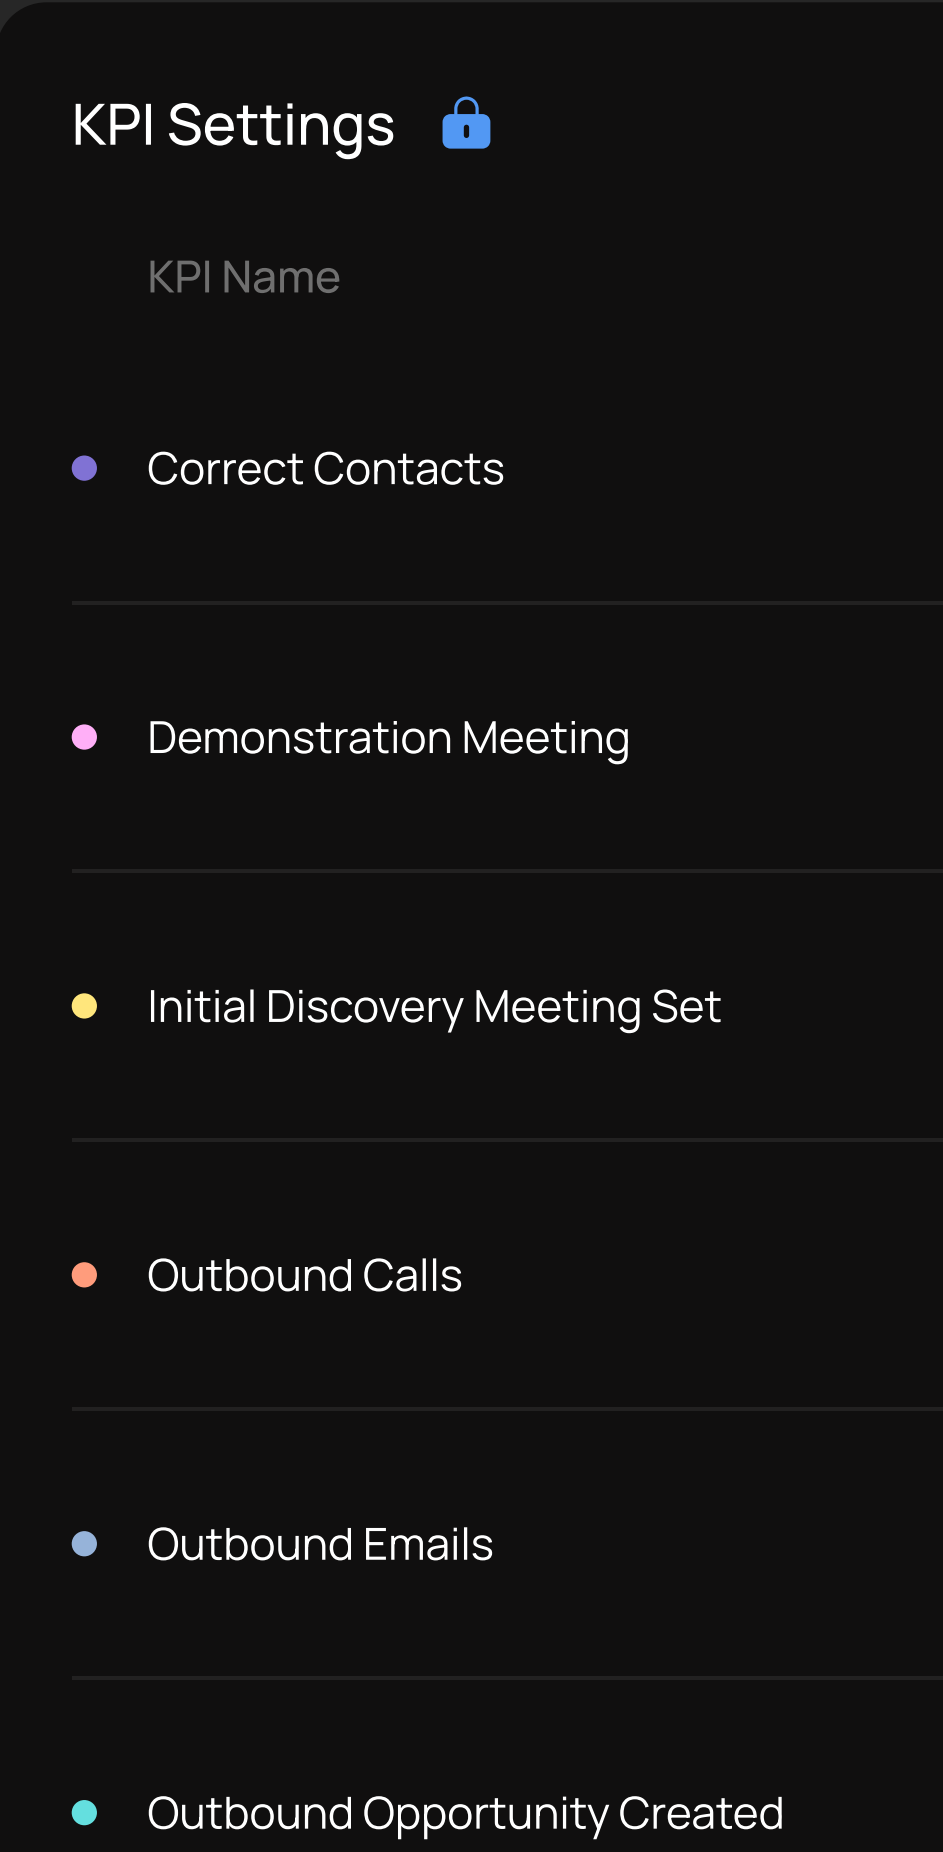 KPI Settings
KPI Name
Correct Contacts
Demonstration Meeting
Initial Discovery Meeting Set
Outbound Calls
Outbound Emails
Outbound Opportunity Created